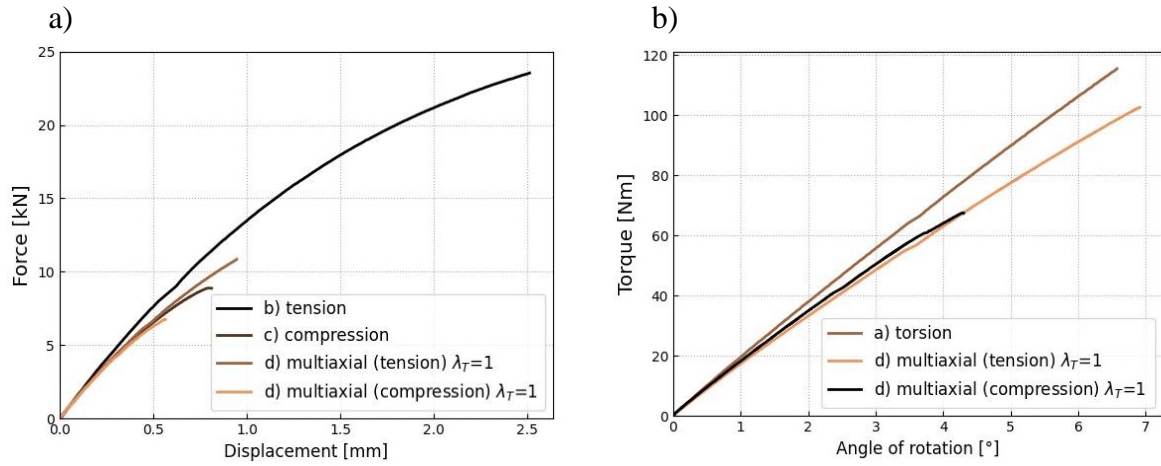 a)
25
20
15
10
5
0
Force [kN]
0.0 0.5 1.0 1.5 2.0 2.5
Displacement [mm]
b) tension
c) compression
d) multiaxial (tension) λT=1
d) multiaxial (compression) λT=1
b)
120
100
80
60
40
20
0
Torque [Nm]
0 1 2 3 4 5 6 7
Angle of rotation [°]
a) torsion
d) multiaxial (tension) λT=1
d) multiaxial (compression) λT=1